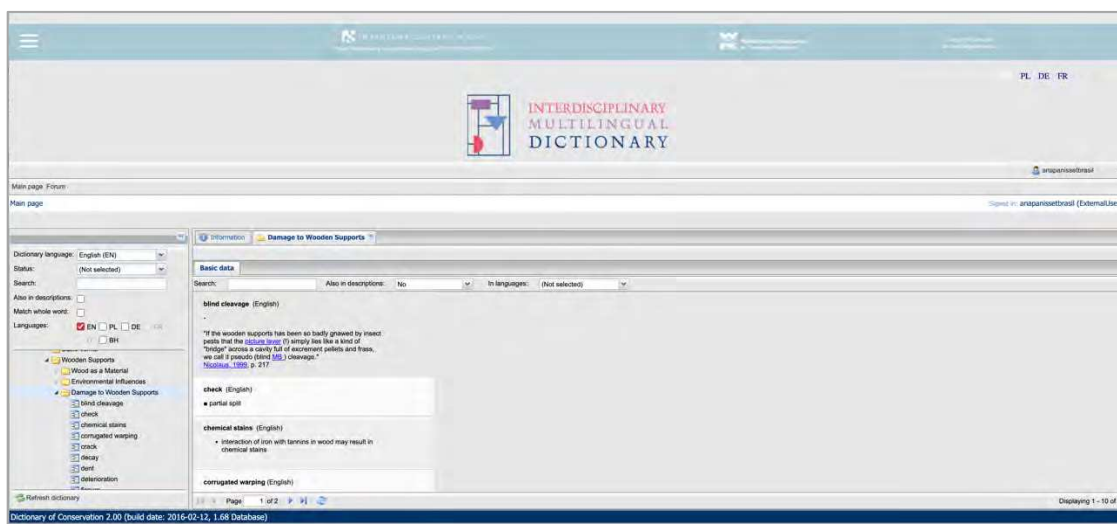 PL DE FR
INTERDISCIPLINARY
MULTILINGUAL
DICTIONARY
anapanissetbrasil
Main page Forum
Main page
Signed in: anapanissetbrasil (ExternalUse
Information
Damage to Wooden Supports
Dictionary language: English (EN)
Status: (Not selected)
Search:
Also in descriptions:
Match whole word:
Languages: EN PL DE FR
BH
Wooden Supports
Wood as a Material
Environmental Influences
Damage to Wooden Supports
blind cleavage
check
chemical stains
corrugated warping
crack
decay
dent
deterioration
Refresh dictionary
Basic data
Search: Also in descriptions: No In languages: (Not selected)
blind cleavage (English)
-
"If the wooden supports has been so badly gnawed by insect
pests that the picture layer (!) simply lies like a kind of
"bridge" across a cavity full of excrement pellets and frass,
we call it pseudo (blind MS ) cleavage."
Nicolaus, 1999, p. 217
check (English)
▪ partial split
chemical stains (English)
• interaction of iron with tannins in wood may result in
chemical stains
corrugated warping (English)
Page 1 of 2
Displaying 1 - 10 of
Dictionary of Conservation 2.00 (build date: 2016-02-12, 1.68 Database)